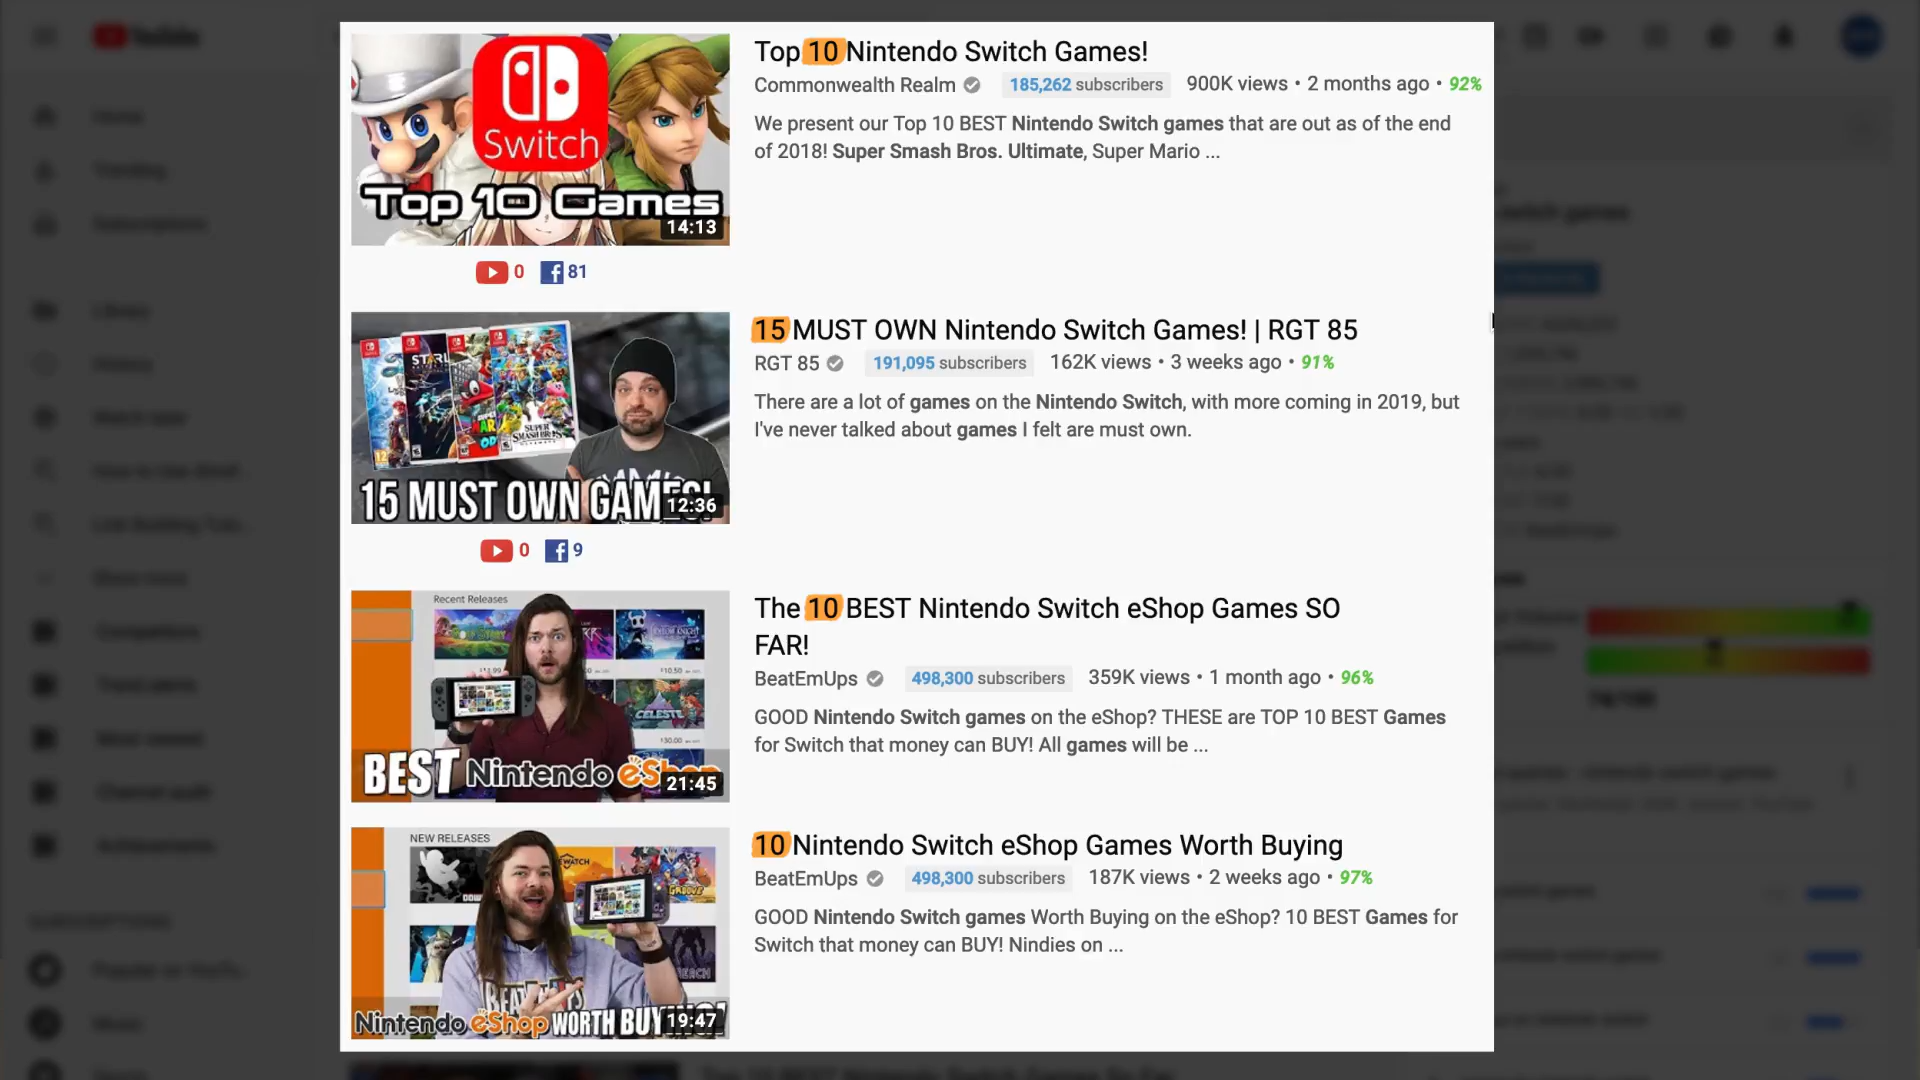 Top 10 Nintendo Switch Games!
Commonwealth Realm 185,262 subscribers 900K views • 2 months ago • 92%
We present our Top 10 BEST Nintendo Switch games that are out as of the end
of 2018! Super Smash Bros. Ultimate, Super Mario ...
Switch
Top 10 Games
14:13
0 81
15 MUST OWN Nintendo Switch Games! | RGT 85
RGT 85 191,095 subscribers 162K views • 3 weeks ago • 91%
There are a lot of games on the Nintendo Switch, with more coming in 2019, but
I've never talked about games I felt are must own.
SUPER
SMASH BROS.
15 MUST OWN GAMES!
12:36
0 9
The 10 BEST Nintendo Switch eShop Games SO
FAR!
BeatEmUps 498,300 subscribers 359K views • 1 month ago • 96%
GOOD Nintendo Switch games on the eShop? THESE are TOP 10 BEST Games
for Switch that money can BUY! All games will be ...
Recent Releases
CELESTE
BEST Nintendo eShop
21:45
10 Nintendo Switch eShop Games Worth Buying
BeatEmUps 498,300 subscribers 187K views • 2 weeks ago • 97%
GOOD Nintendo Switch games Worth Buying on the eShop? 10 BEST Games for
Switch that money can BUY! Nindies on ...
NEW RELEASES
Nintendo eShop WORTH BUYING?
19:47